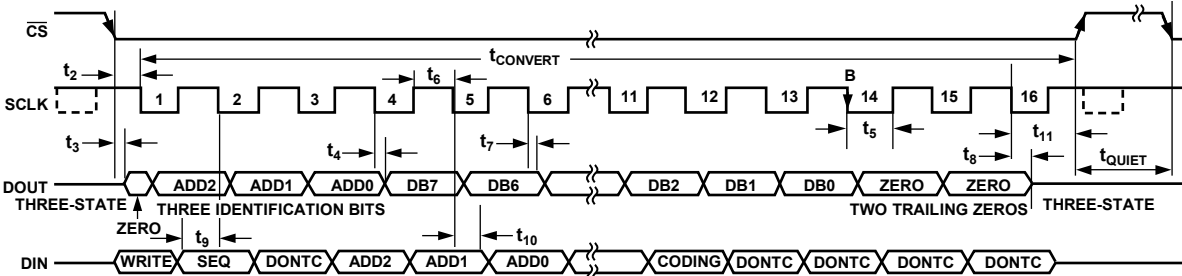 CS
tCONVERT
t2 t6 B
SCLK 1 2 3 4 5 6 11 12 13 14 15 16
t3 t4 t7 t5 t8 t11 tQUIET
DOUT ADD2 ADD1 ADD0 DB7 DB6 DB2 DB1 DB0 ZERO ZERO
THREE-STATE THREE IDENTIFICATION BITS TWO TRAILING ZEROS THREE-STATE
ZERO t9 t10
DIN WRITE SEQ DONTC ADD2 ADD1 ADD0 CODING DONTC DONTC DONTC DONTC